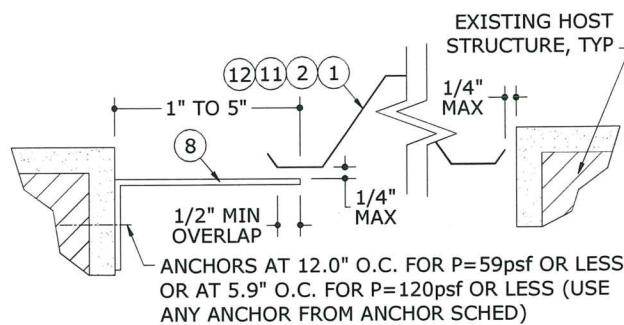 EXISTING HOST
STRUCTURE, TYP
12 11 2 1
1/4"
MAX
1" TO 5"
8
1/2" MIN
OVERLAP
1/4"
MAX
ANCHORS AT 12.0" O.C. FOR P=59psf OR LESS
OR AT 5.9" O.C. FOR P=120psf OR LESS (USE
ANY ANCHOR FROM ANCHOR SCHED)